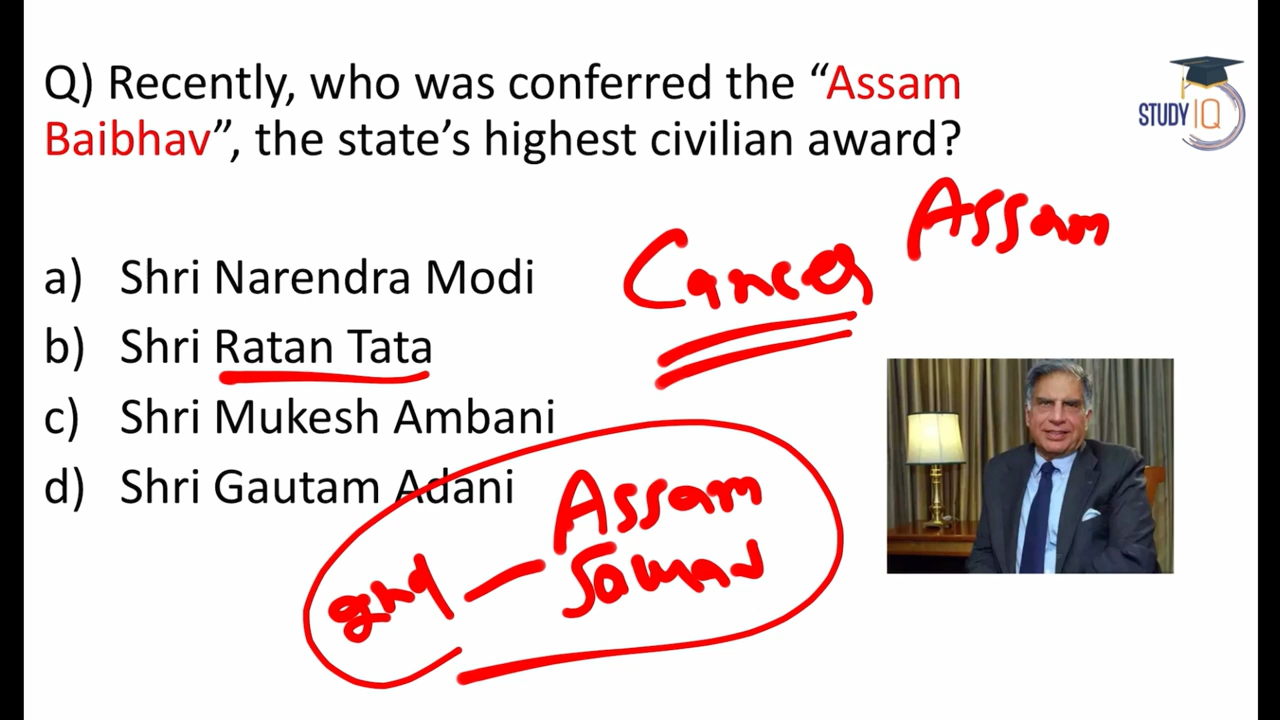 Q) Recently, who was conferred the “Assam
Baibhav”, the state’s highest civilian award?
STUDY IQ
Assam
Cancer
a) Shri Narendra Modi
b) Shri Ratan Tata
c) Shri Mukesh Ambani
d) Shri Gautam Adani
Assam
2nd —